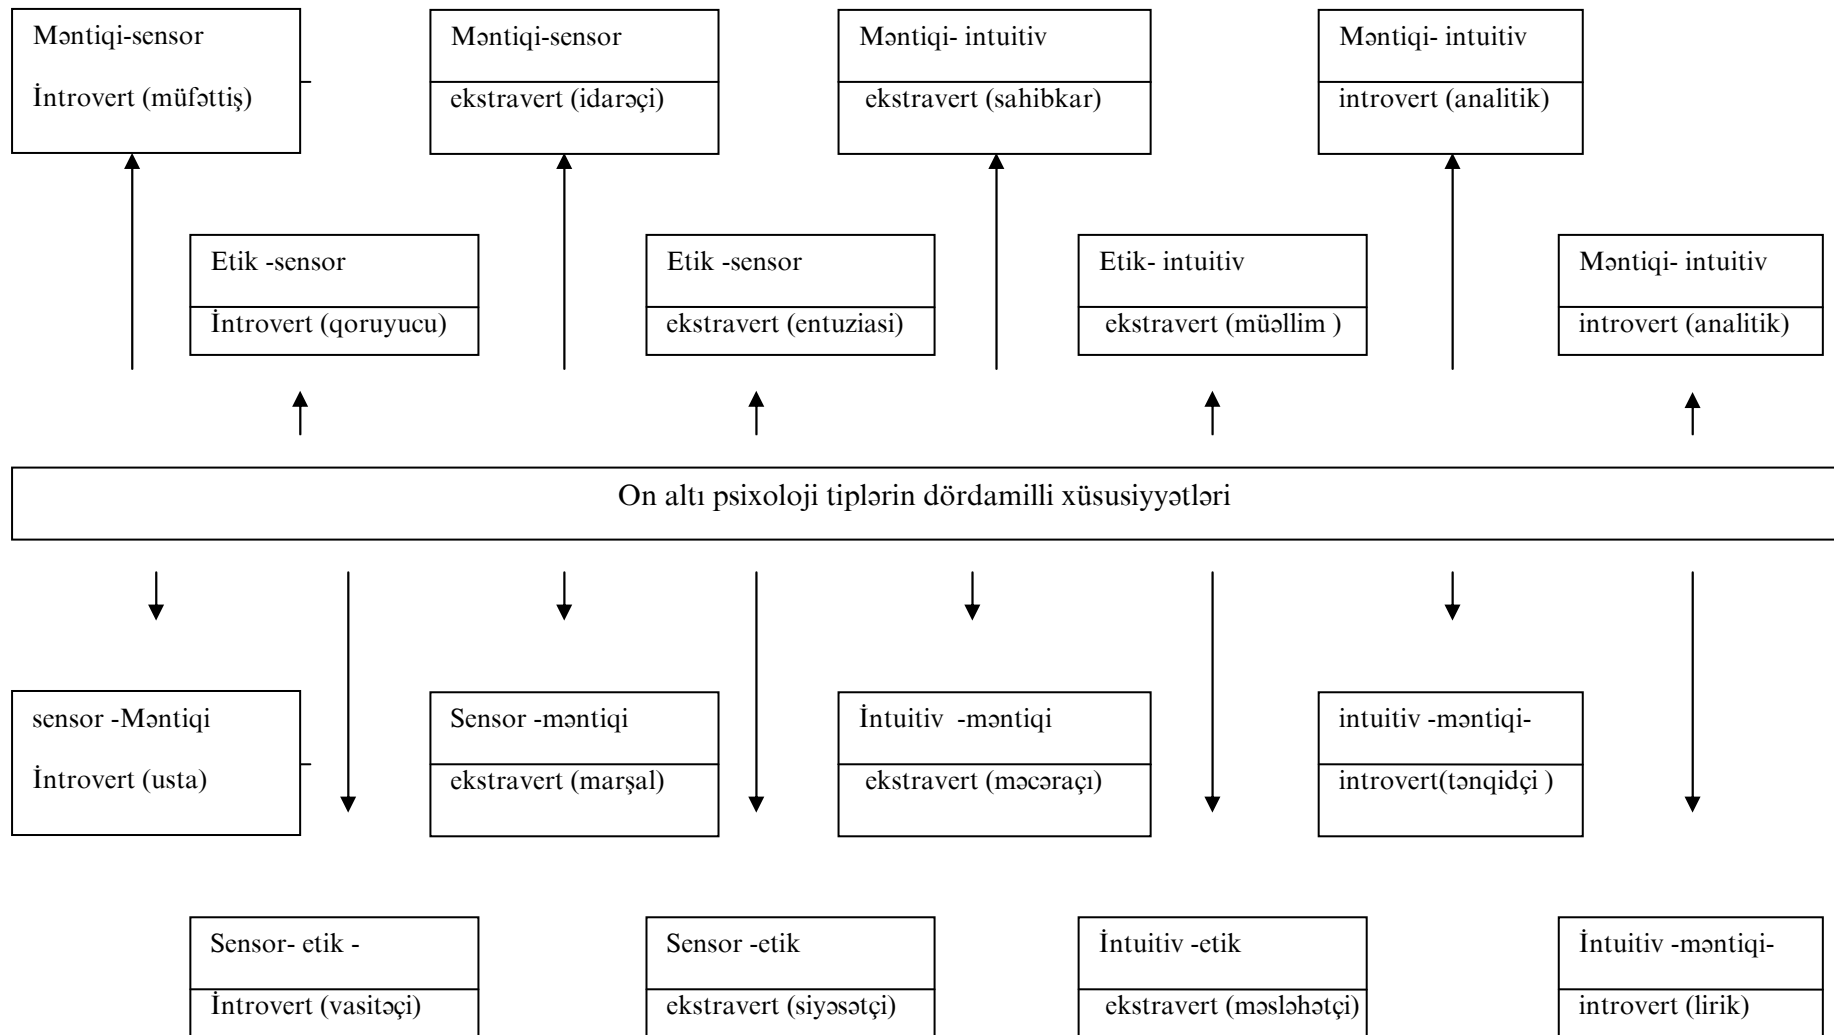 Məntiqi-sensor
İntrovert (müfəttiş)
Məntiqi-sensor
ekstravert (idarəçi)
Məntiqi- intuitiv
ekstravert (sahibkar)
Məntiqi- intuitiv
introvert (analitik)
Etik -sensor
İntrovert (qoruyucu)
Etik -sensor
ekstravert (entuziasi)
Etik- intuitiv
ekstravert (müəllim )
Məntiqi- intuitiv
introvert (analitik)
On altı psixoloji tiplərin dördamilli xüsusiyyətləri
sensor -Məntiqi
İntrovert (usta)
Sensor -məntiqi
ekstravert (marşal)
İntuitiv -məntiqi
ekstravert (məcəraçı)
intuitiv -məntiqi-
introvert(tənqidçi )
Sensor- etik -
İntrovert (vasitəçi)
Sensor -etik
ekstravert (siyəsətçi)
İntuitiv -etik
ekstravert (məsləhətçi)
İntuitiv -məntiqi-
introvert (lirik)